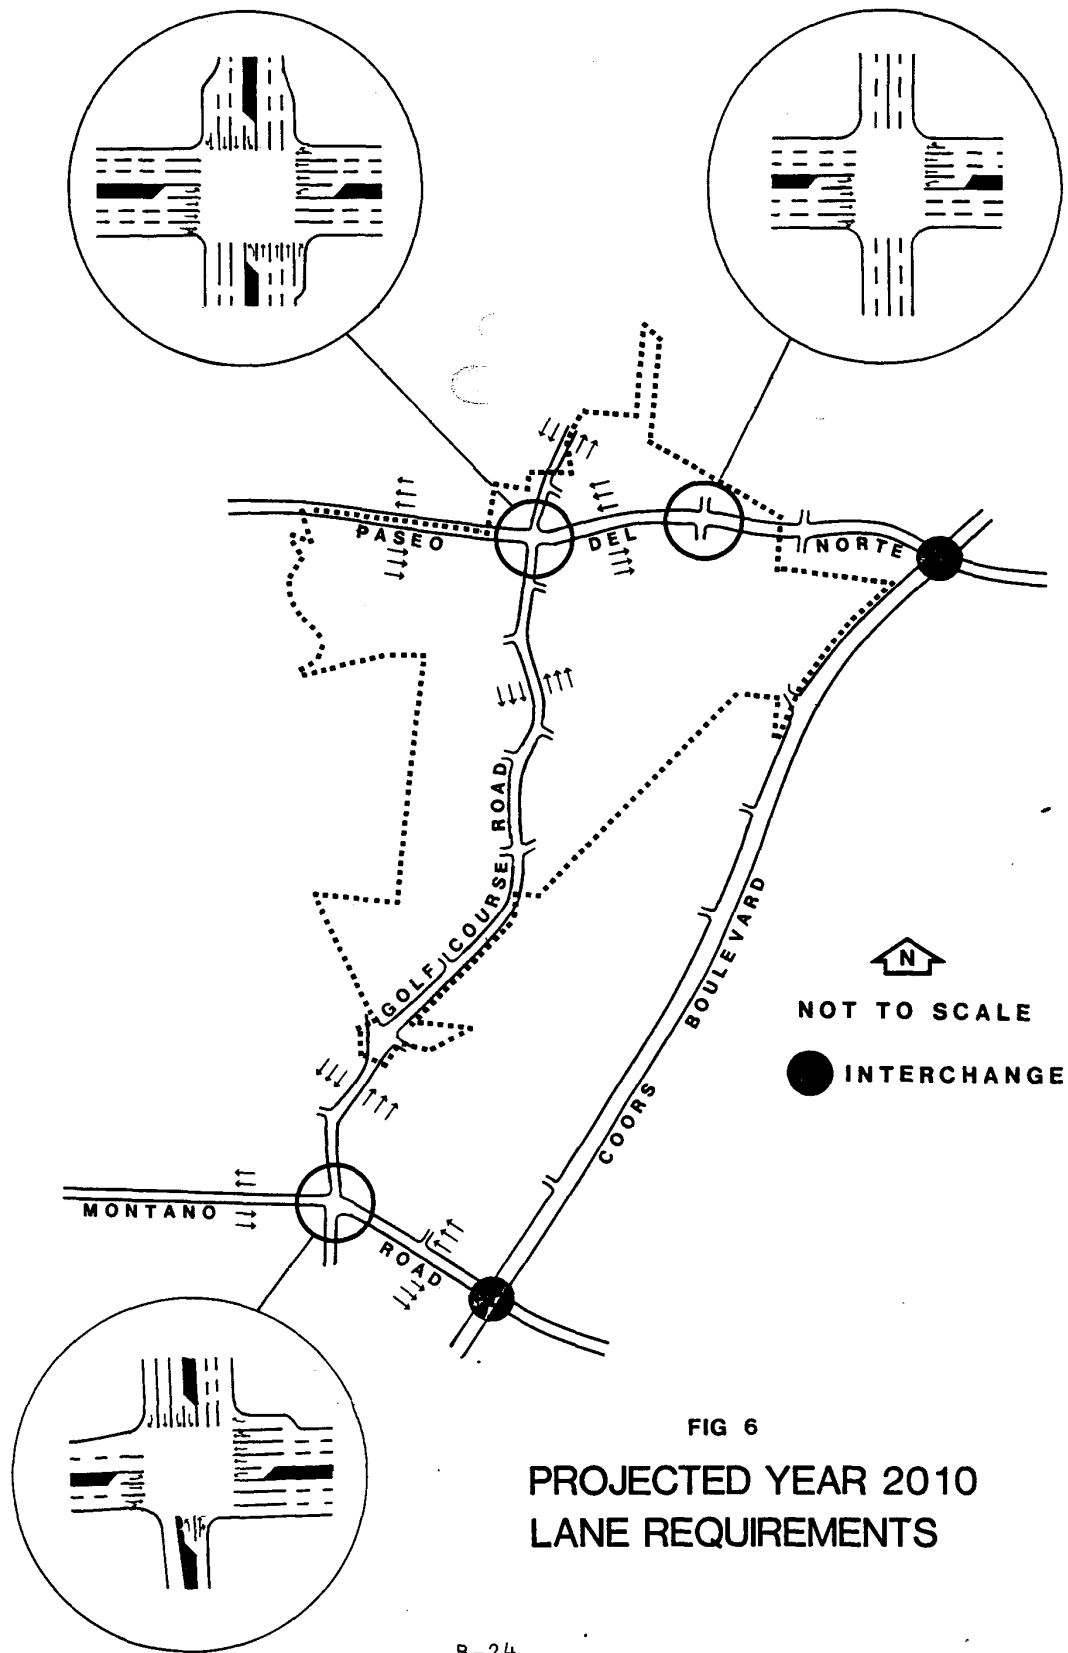 PASEO DEL NORTE
GOLF COURSE ROAD
COORS BOULEVARD
N
NOT TO SCALE
INTERCHANGE
MONTANO ROAD
FIG 6
PROJECTED YEAR 2010
LANE REQUIREMENTS
B-24